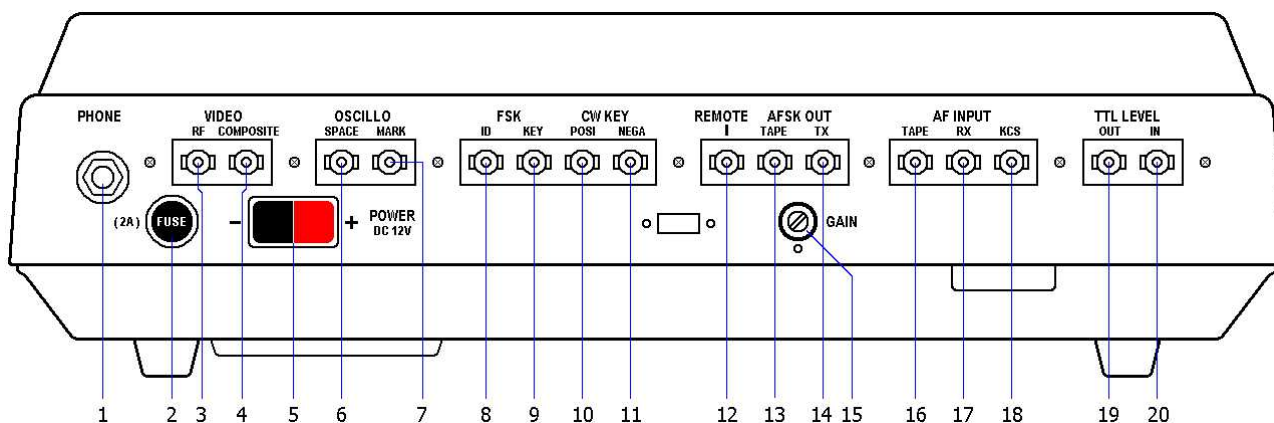 PHONE VIDEO OSCILLO FSK CW KEY REMOTE AFSK OUT AF INPUT TTL LEVEL
RF COMPOSITE SPACE MARK ID KEY POSI NEGA I TAPE TX TAPE RX KCS OUT IN
(2A) FUSE - + POWER GAIN
DC 12V
1 2 3 4 5 6 7 8 9 10 11 12 13 14 15 16 17 18 19 20